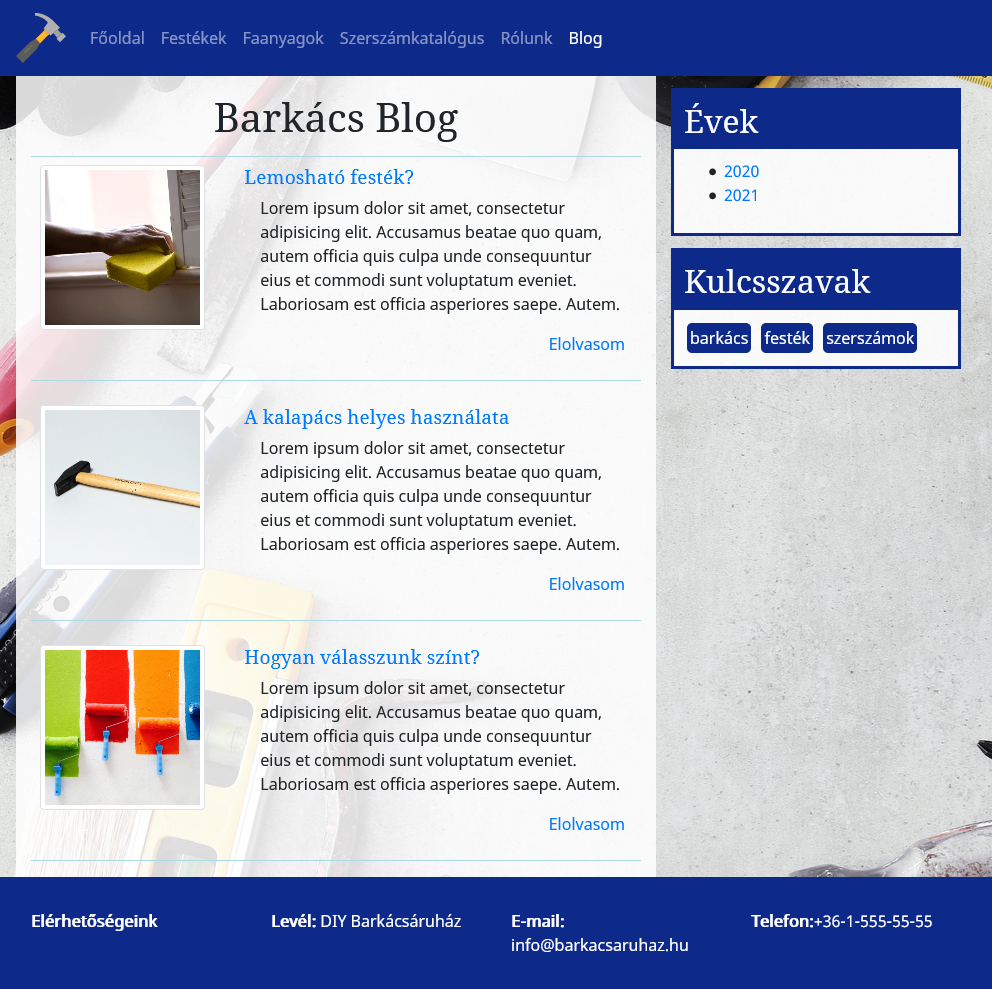 Főoldal Festékek Faanyagok Szerszámkatalógus Rólunk Blog
Barkács Blog
Lemosható festék?
Lorem ipsum dolor sit amet, consectetur
adipisicing elit. Accusamus beatae quo quam,
autem officia quis culpa unde consequuntur
eius et commodi sunt voluptatum eveniet.
Laboriosam est officia asperiores saepe. Autem.
Elolvasom
A kalapács helyes használata
Lorem ipsum dolor sit amet, consectetur
adipisicing elit. Accusamus beatae quo quam,
autem officia quis culpa unde consequuntur
eius et commodi sunt voluptatum eveniet.
Laboriosam est officia asperiores saepe. Autem.
Elolvasom
Hogyan válasszunk színt?
Lorem ipsum dolor sit amet, consectetur
adipisicing elit. Accusamus beatae quo quam,
autem officia quis culpa unde consequuntur
eius et commodi sunt voluptatum eveniet.
Laboriosam est officia asperiores saepe. Autem.
Elolvasom
Évek
2020
2021
Kulcsszavak
barkács festék szerszámok
Elérhetőségeink
Levél: DIY Barkácsáruház
E-mail:
info@barkacsaruhaz.hu
Telefon:+36-1-555-55-55